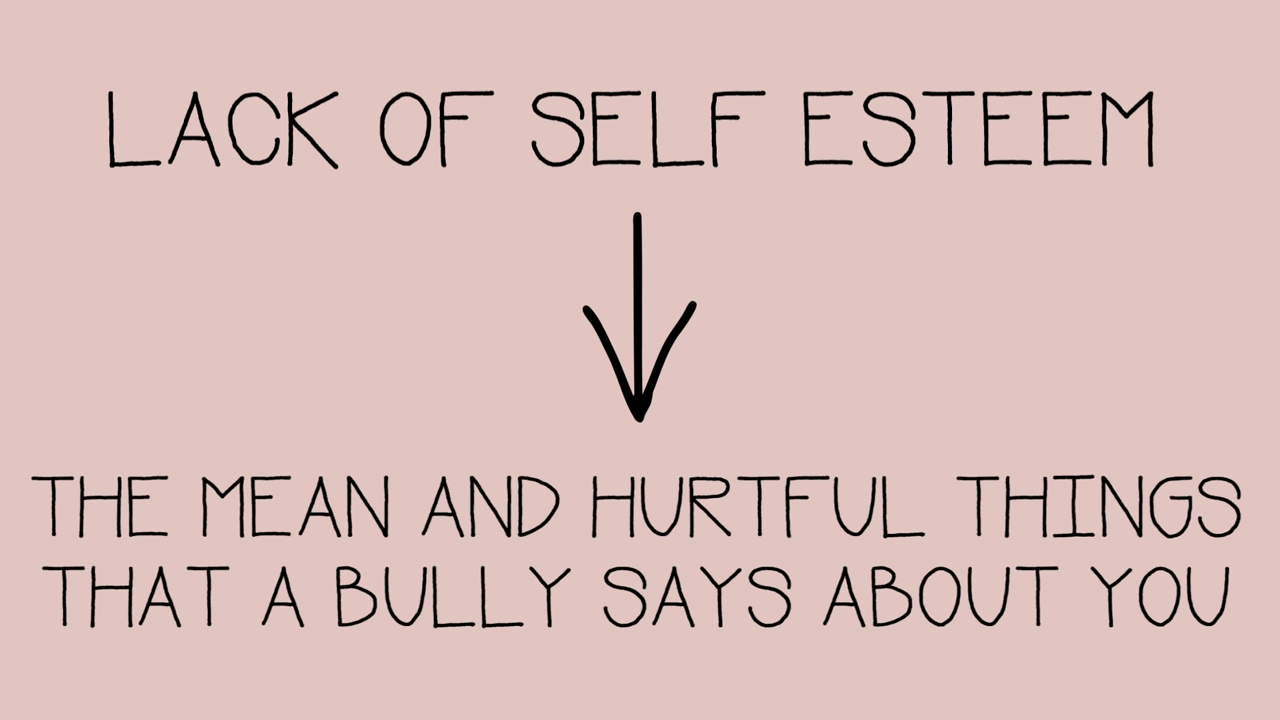 LACK OF SELF ESTEEM
THE MEAN AND HURTFUL THINGS
THAT A BULLY SAYS ABOUT YOU